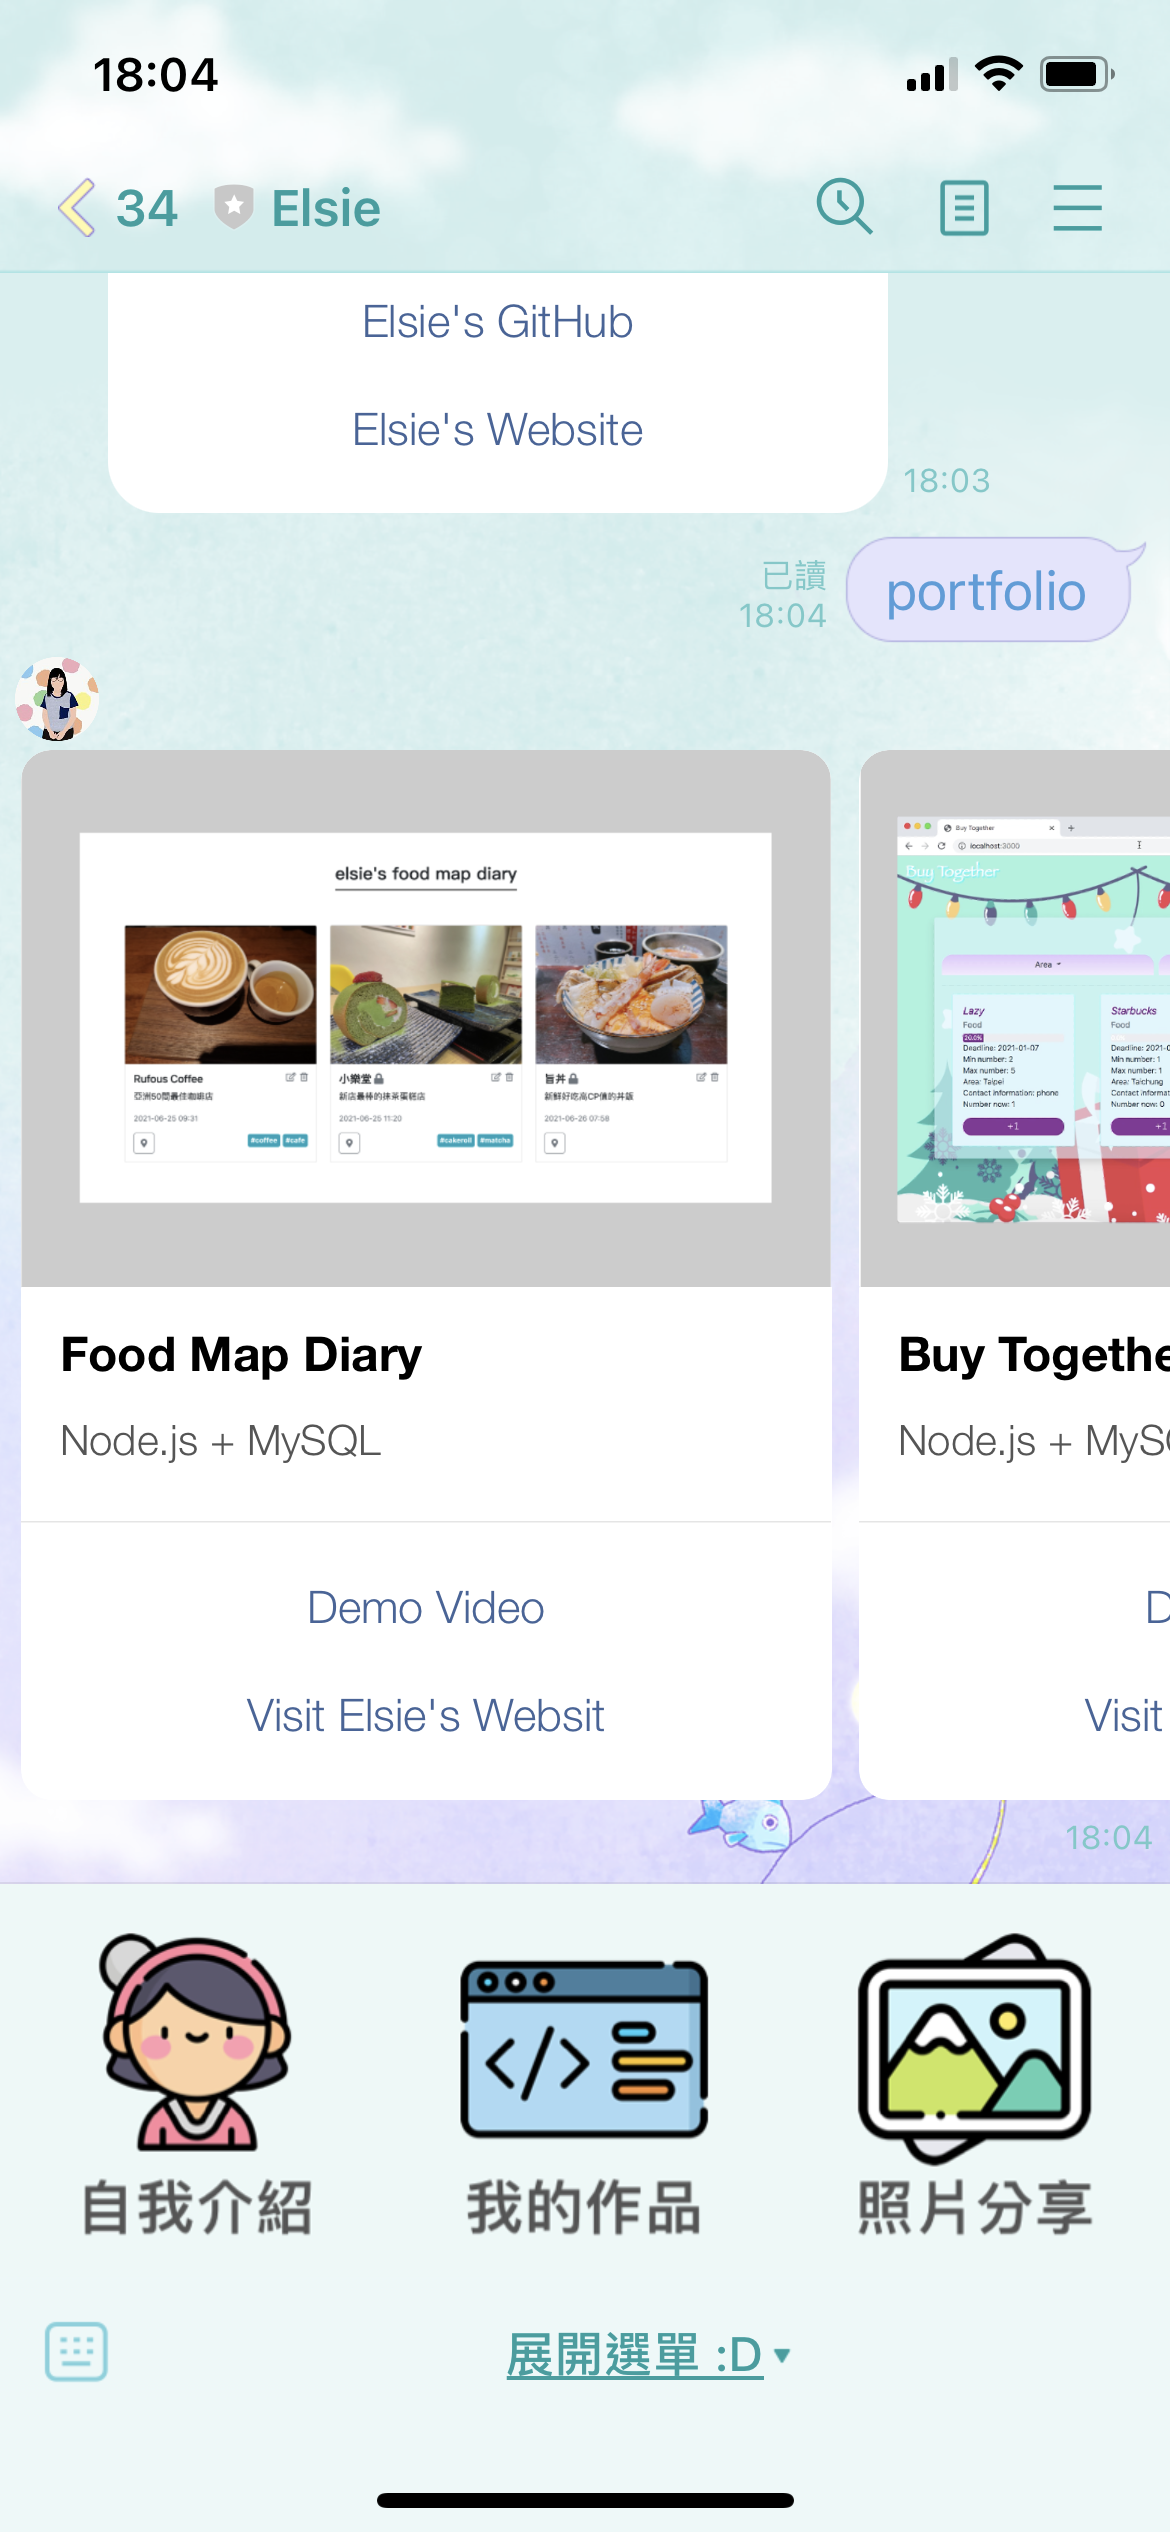 18:04
34 Elsie
Elsie's GitHub
Elsie's Website
18:03
已讀
18:04
portfolio
elsie's food map diary
Rufous Coffee
亞洲50間最佳咖啡店
2021-06-25 09:31
#coffee #cafe
小樂堂
新店最棒的抹茶蛋糕店
2021-06-25 11:20
#cakeroll #matcha
旨丼
新鮮好吃高CP值的丼飯
2021-06-26 07:58
Buy Together
localhost:3000
Buy Together
Area
Lazy
Food
20.0%
Deadline: 2021-01-07
Min number: 2
Max number: 5
Area: Taipei
Contact information: phone
Number now: 1
+1
Starbucks
Food
Deadline: 2021-0
Min number: 1
Max number: 1
Area: Taichung
Contact informat
Number now: 0
+1
Food Map Diary
Node.js + MySQL
Demo Video
Visit Elsie's Websit
Buy Togethe
Node.js + MySQ
D
Visit
18:04
自我介紹
我的作品
照片分享
展開選單 :D